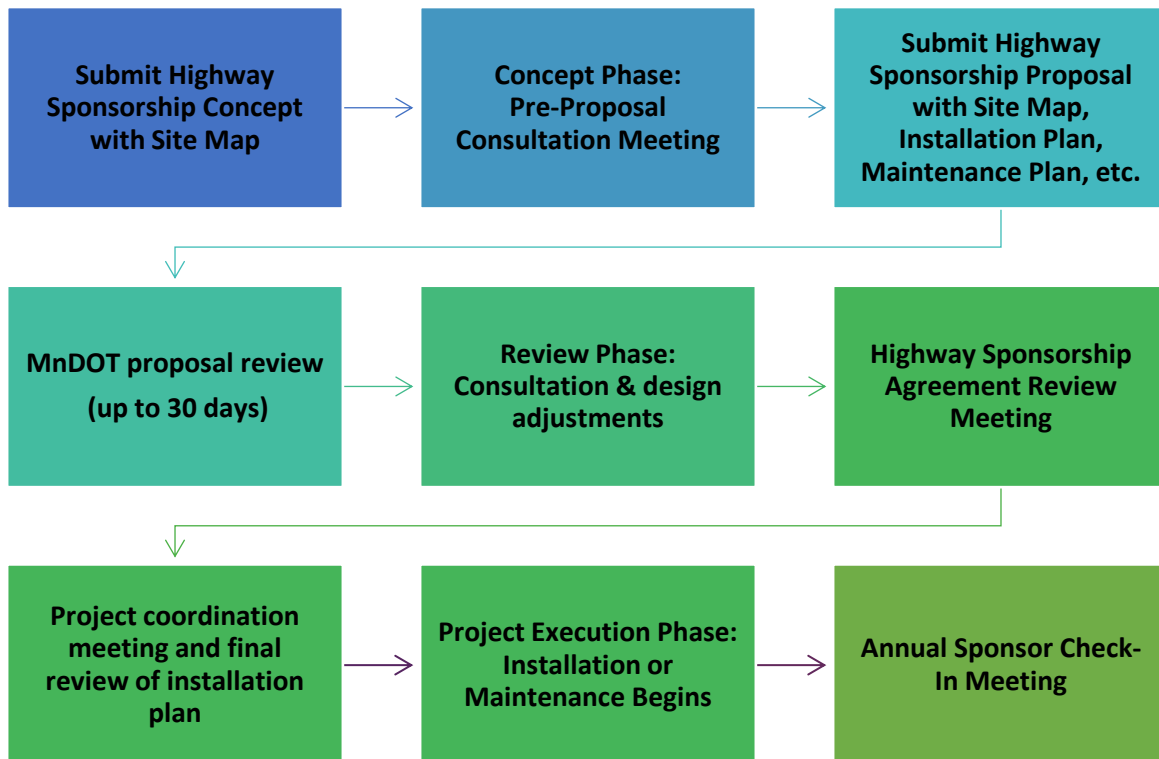 Submit Highway
Sponsorship Concept
with Site Map
Concept Phase:
Pre-Proposal
Consultation Meeting
Submit Highway
Sponsorship Proposal
with Site Map,
Installation Plan,
Maintenance Plan, etc.
MnDOT proposal review
(up to 30 days)
Review Phase:
Consultation & design
adjustments
Highway Sponsorship
Agreement Review
Meeting
Project coordination
meeting and final
review of installation
plan
Project Execution Phase:
Installation or
Maintenance Begins
Annual Sponsor Check-
In Meeting